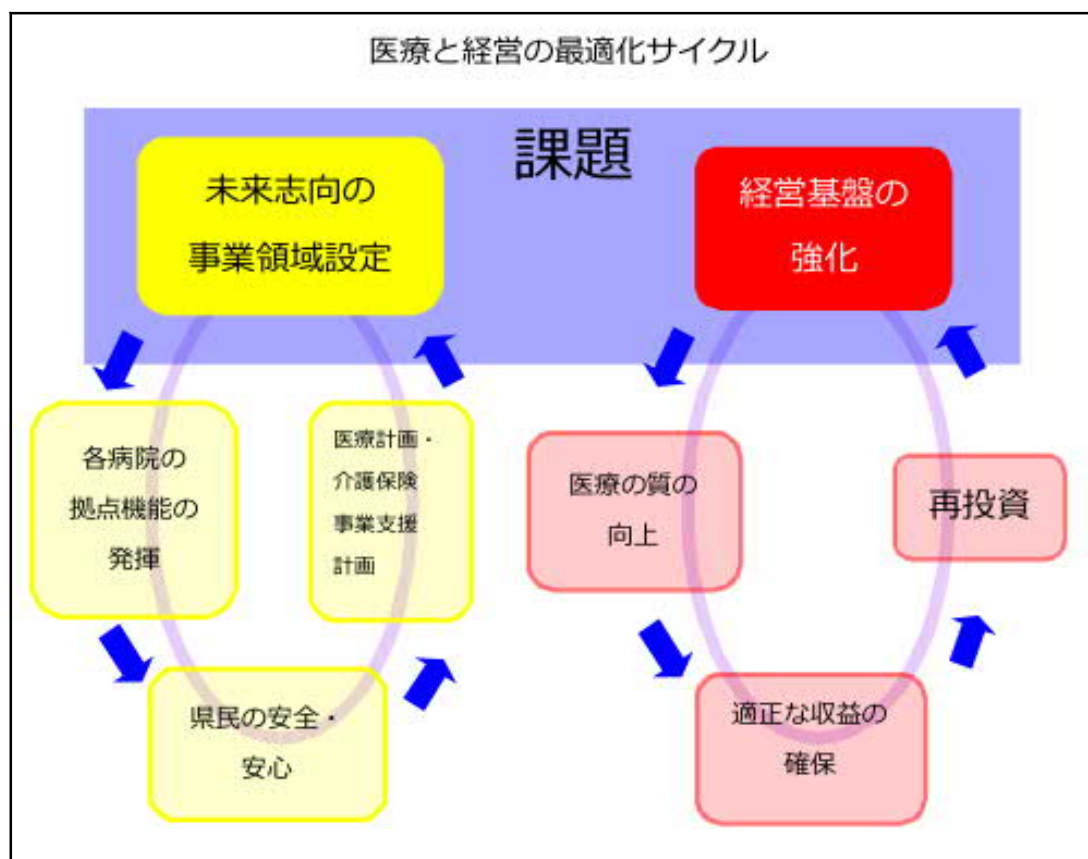 医療と経営の最適化サイクル
課題
未来志向の
事業領域設定
経営基盤の
強化
各病院の
拠点機能の
発揮
医療計画・
介護保険
事業支援
計画
県民の安全・
安心
医療の質の
向上
再投資
適正な収益の
確保